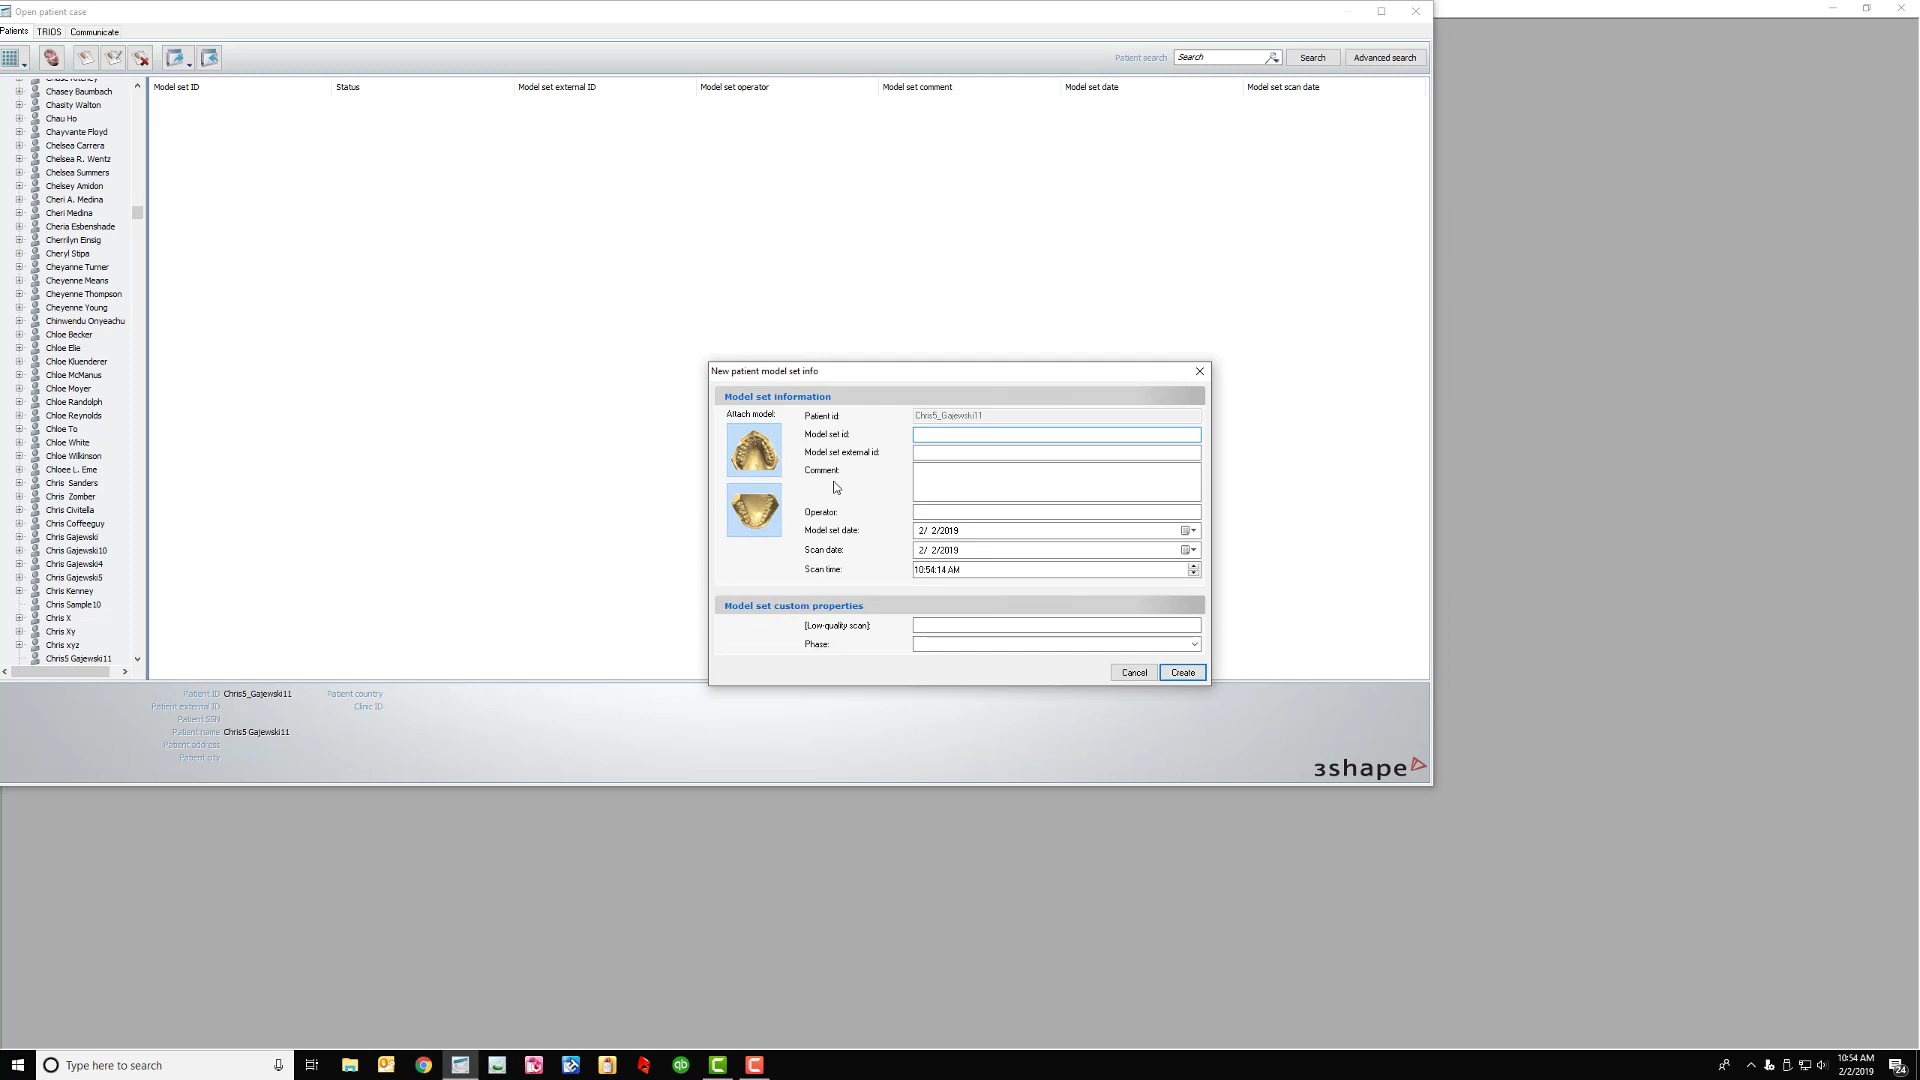 Open patient case
Patients TRIOS Communicate
Patient search Search Search Advanced search
Model set ID Status Model set external ID Model set operator Model set comment Model set date Model set scan date
Chasey Baumbach
Chasity Walton
Chau Ho
Chayvante Floyd
Chelsea Carrera
Chelsea R. Wentz
Chelsea Summers
Chelsey Amidon
Cheri A. Medina
Cheri Medina
Cheria Esbenshade
Cherrilyn Einsig
Cheryl Stipa
Cheyanne Turner
Cheyenne Means
Cheyenne Thompson
Cheyenne Young
Chinwendu Onyeachu
Chloe Becker
Chloe Elie
Chloe Kluenderer
Chloe McManus
Chloe Moyer
Chloe Randolph
Chloe Reynolds
Chloe To
Chloe White
Chloe Wilkinson
Chloee L. Eme
Chris Sanders
Chris Zomber
Chris Civitella
Chris Coffeeguy
Chris Gajewski
Chris Gajewski10
Chris Gajewski4
Chris Gajewski5
Chris Kenney
Chris Sample10
Chris X
Chris Xy
Chris xyz
Chris5 Gajewski11
New patient model set info
Model set information
Attach model:
Patient id: Chris5_Gajewski11
Model set id:
Model set external id:
Comment:
Operator:
Model set date: 2/ 2/2019
Scan date: 2/ 2/2019
Scan time: 10:54:14 AM
Model set custom properties
[Low-quality scan]:
Phase:
Cancel Create
Patient ID Chris5_Gajewski11 Patient country
Patient external ID Clinic ID
Patient SSN
Patient name Chris5 Gajewski11
Patient address
Patient city
3shape
Type here to search
10:54 AM
2/2/2019
24